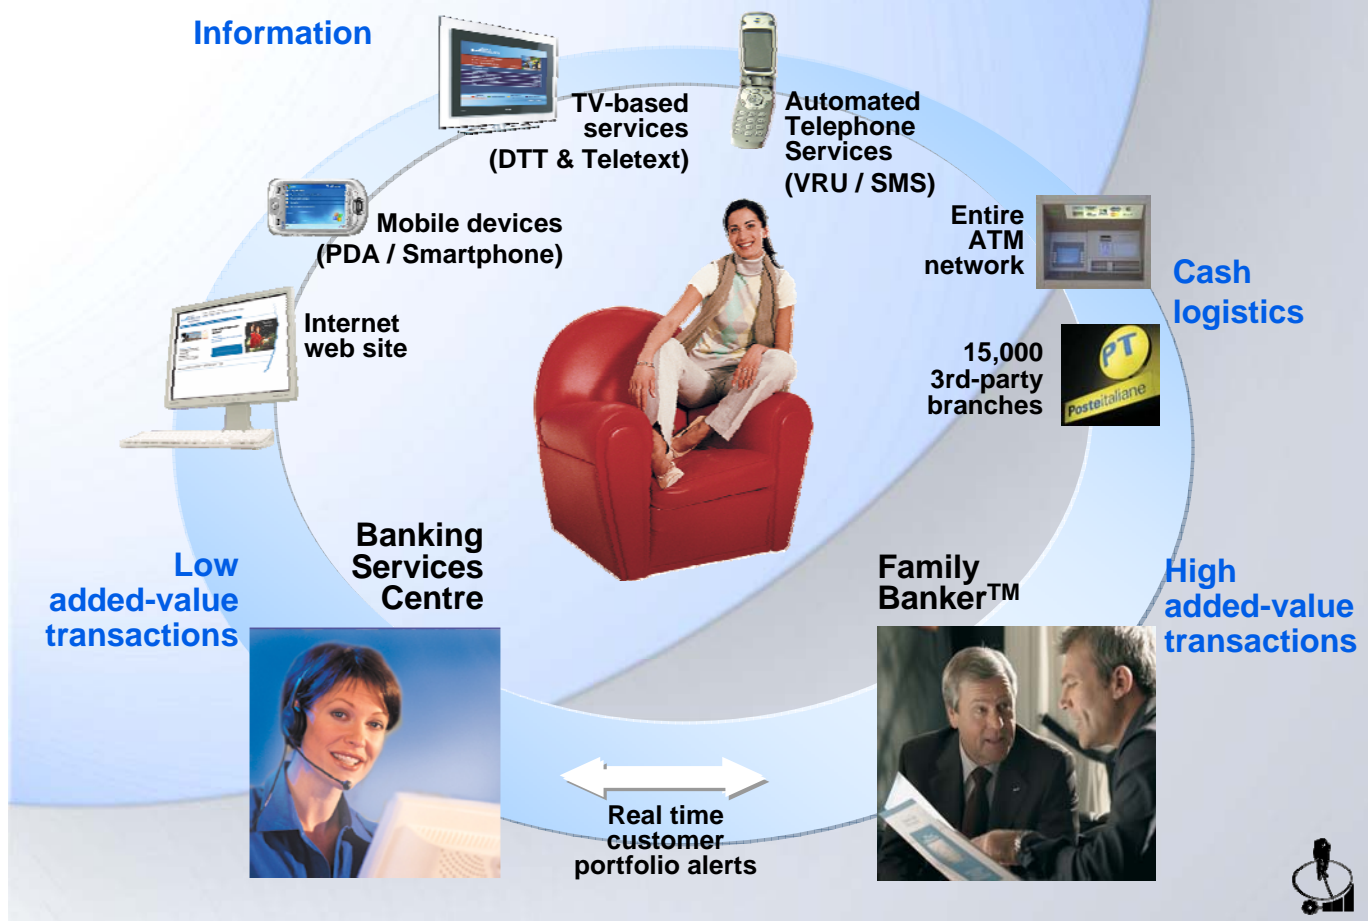 Information
TV-based
services
(DTT & Teletext)
Automated
Telephone
Services
(VRU / SMS)
Mobile devices
(PDA / Smartphone)
Entire
ATM
network
Cash
logistics
Internet
web site
15,000
3rd-party
branches
PT
Posteitaliane
Low
added-value
transactions
Banking
Services
Centre
Family
Banker™
High
added-value
transactions
Real time
customer
portfolio alerts